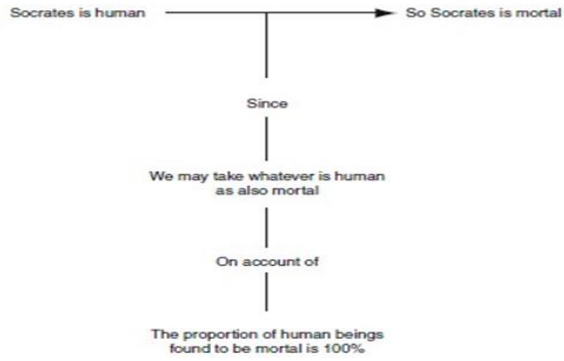 Socrates is human So Socrates is mortal
Since
We may take whatever is human
as also mortal
On account of
The proportion of human beings
found to be mortal is 100%